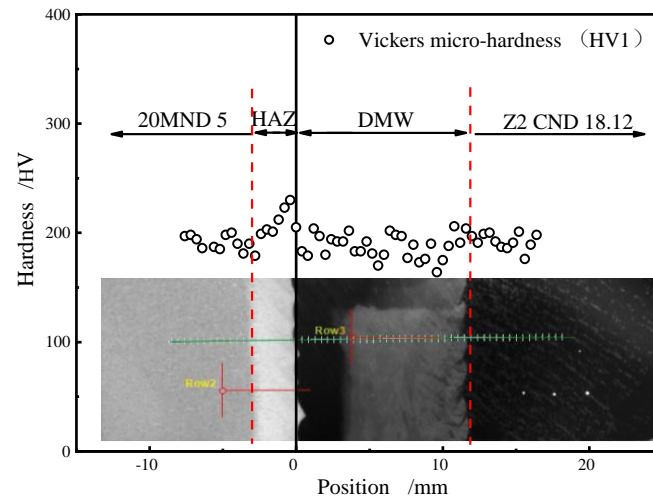 400
Vickers micro-hardness （HV1）
300
20MND 5
HAZ
DMW
Z2 CND 18.12
Hardness /HV
200
100
Row3
Row2
0
-10
0
10
20
Position /mm